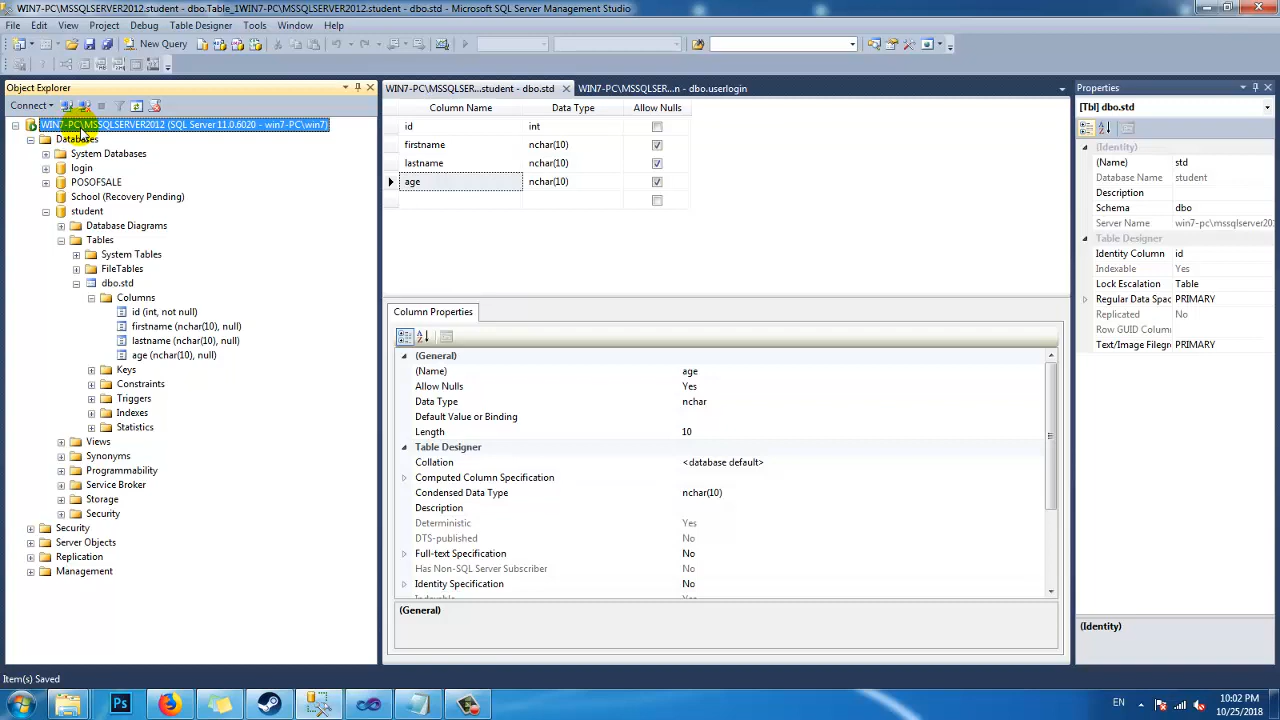 WIN7-PC\MSSQLSERVER2012.student - dbo.Table_1WIN7-PC\MSSQLSERVER2012.student - dbo.std - Microsoft SQL Server Management Studio
File Edit View Project Debug Table Designer Tools Window Help
New Query
Object Explorer
Connect
WIN7-PC\MSSQLSERVER2012 (SQL Server 11.0.6020 - win7-PC\win7)
Databases
System Databases
login
POSOFSALE
School (Recovery Pending)
student
Database Diagrams
Tables
System Tables
FileTables
dbo.std
Columns
id (int, not null)
firstname (nchar(10), null)
lastname (nchar(10), null)
age (nchar(10), null)
Keys
Constraints
Triggers
Indexes
Statistics
Views
Synonyms
Programmability
Service Broker
Storage
Security
Security
Server Objects
Replication
Management
WIN7-PC\MSSQLSER...student - dbo.std WIN7-PC\MSSQLSER...n - dbo.userlogin
Column Name Data Type Allow Nulls
id int
firstname nchar(10)
lastname nchar(10)
age nchar(10)
Column Properties
(General)
(Name) age
Allow Nulls Yes
Data Type nchar
Default Value or Binding
Length 10
Table Designer
Collation <database default>
Computed Column Specification
Condensed Data Type nchar(10)
Description
Deterministic Yes
DTS-published No
Full-text Specification No
Has Non-SQL Server Subscriber No
Identity Specification No
(General)
Properties
[Tbl] dbo.std
(Identity)
(Name) std
Database Name student
Description
Schema dbo
Server Name win7-pc\mssqlserver201
Table Designer
Identity Column id
Indexable Yes
Lock Escalation Table
Regular Data Spac PRIMARY
Replicated No
Row GUID Column
Text/Image Filegr PRIMARY
(Identity)
Item(s) Saved
Ps
EN
10:02 PM
10/25/2018